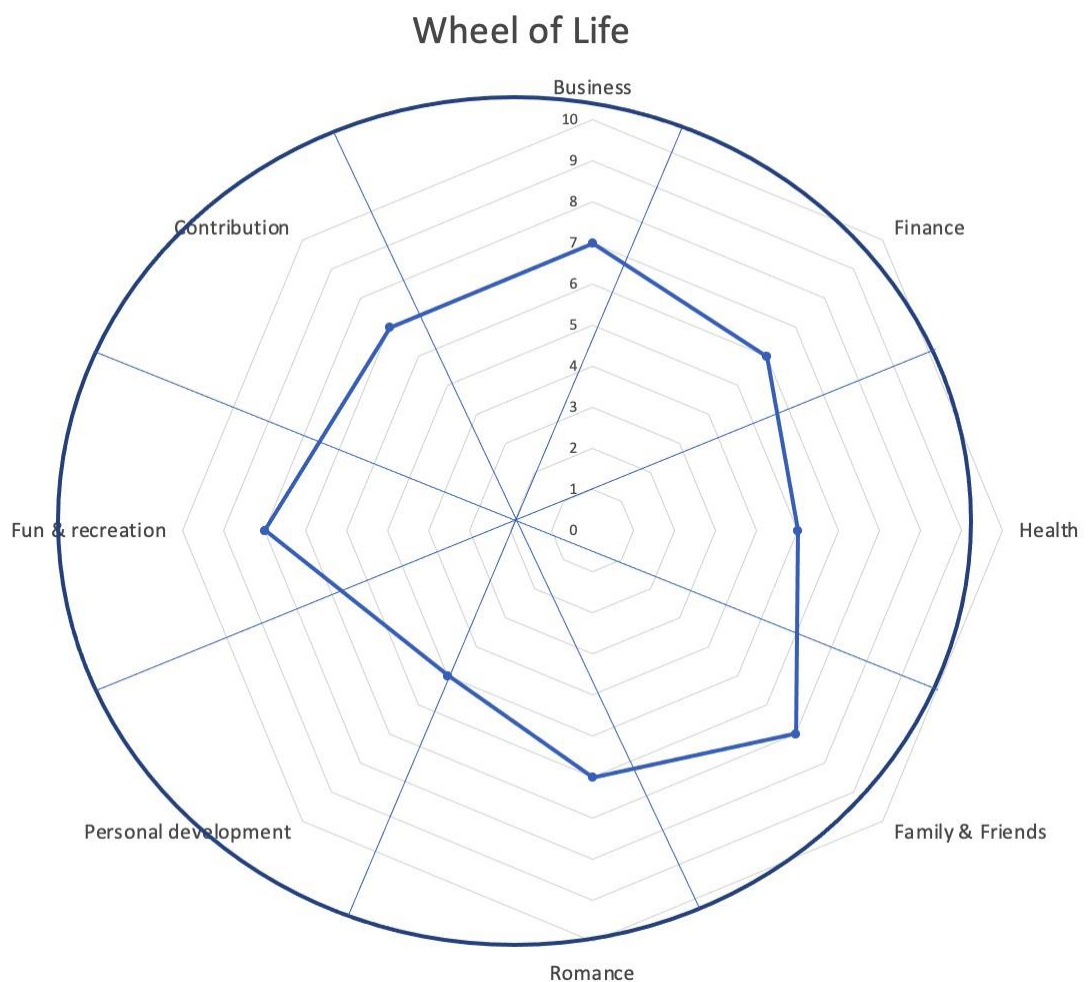 Wheel of Life
Business
10
9
8
7
6
5
4
3
2
1
0
Contribution
Finance
Fun & recreation
Health
Personal development
Family & Friends
Romance